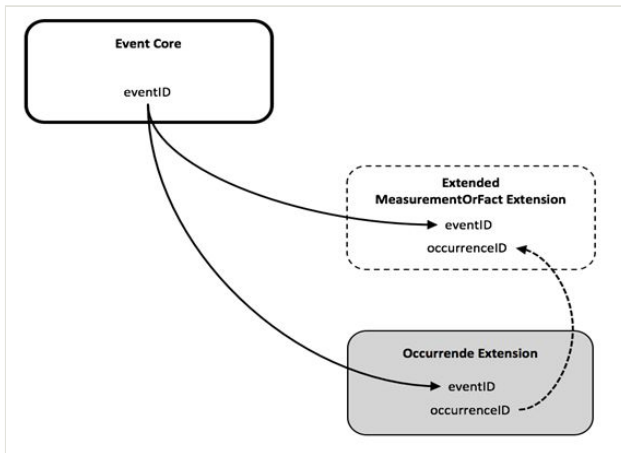 Event Core
eventID
Extended
MeasurementOrFact Extension
eventID
occurrenceID
Occurrende Extension
eventID
occurrenceID